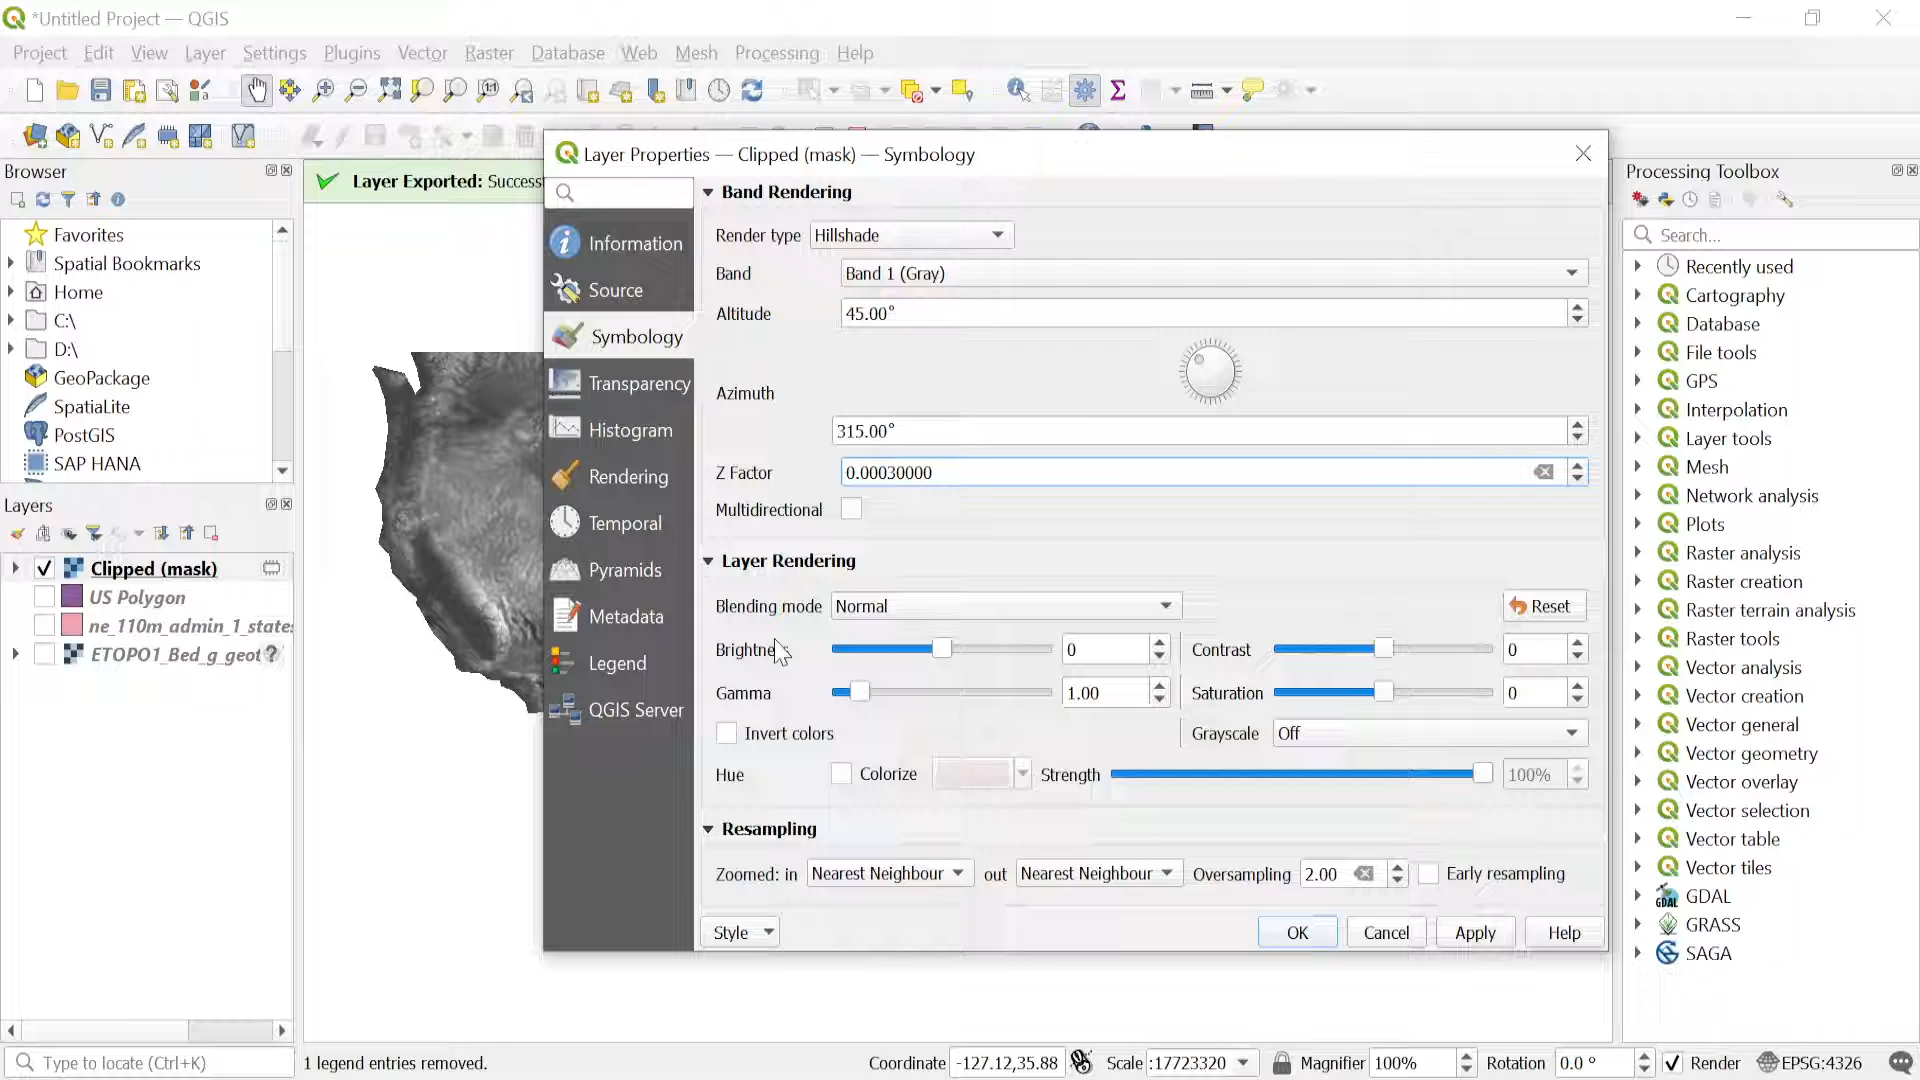 *Untitled Project — QGIS
Project Edit View Layer Settings Plugins Vector Raster Database Web Mesh Processing Help
Browser
Favorites
Spatial Bookmarks
Home
C:\
D:\
GeoPackage
SpatiaLite
PostGIS
SAP HANA
Layers
Clipped (mask)
US Polygon
ne_110m_admin_1_states
ETOPO1_Bed_g_geot
Type to locate (Ctrl+K)
Layer Exported: Success
Layer Properties — Clipped (mask) — Symbology
Information
Source
Symbology
Transparency
Histogram
Rendering
Temporal
Pyramids
Metadata
Legend
QGIS Server
Band Rendering
Render type Hillshade
Band Band 1 (Gray)
Altitude 45.00°
Azimuth
315.00°
Z Factor 0.00030000
Multidirectional
Layer Rendering
Blending mode Normal Reset
Brightness 0 Contrast 0
Gamma 1.00 Saturation 0
Invert colors Grayscale Off
Hue Colorize Strength 100%
Resampling
Zoomed: in Nearest Neighbour out Nearest Neighbour Oversampling 2.00 Early resampling
Style OK Cancel Apply Help
Processing Toolbox
Search...
Recently used
Cartography
Database
File tools
GPS
Interpolation
Layer tools
Mesh
Network analysis
Plots
Raster analysis
Raster creation
Raster terrain analysis
Raster tools
Vector analysis
Vector creation
Vector general
Vector geometry
Vector overlay
Vector selection
Vector table
Vector tiles
GDAL
GRASS
SAGA
1 legend entries removed. Coordinate -127.12,35.88 Scale :17723320 Magnifier 100% Rotation 0.0 ° Render EPSG:4326